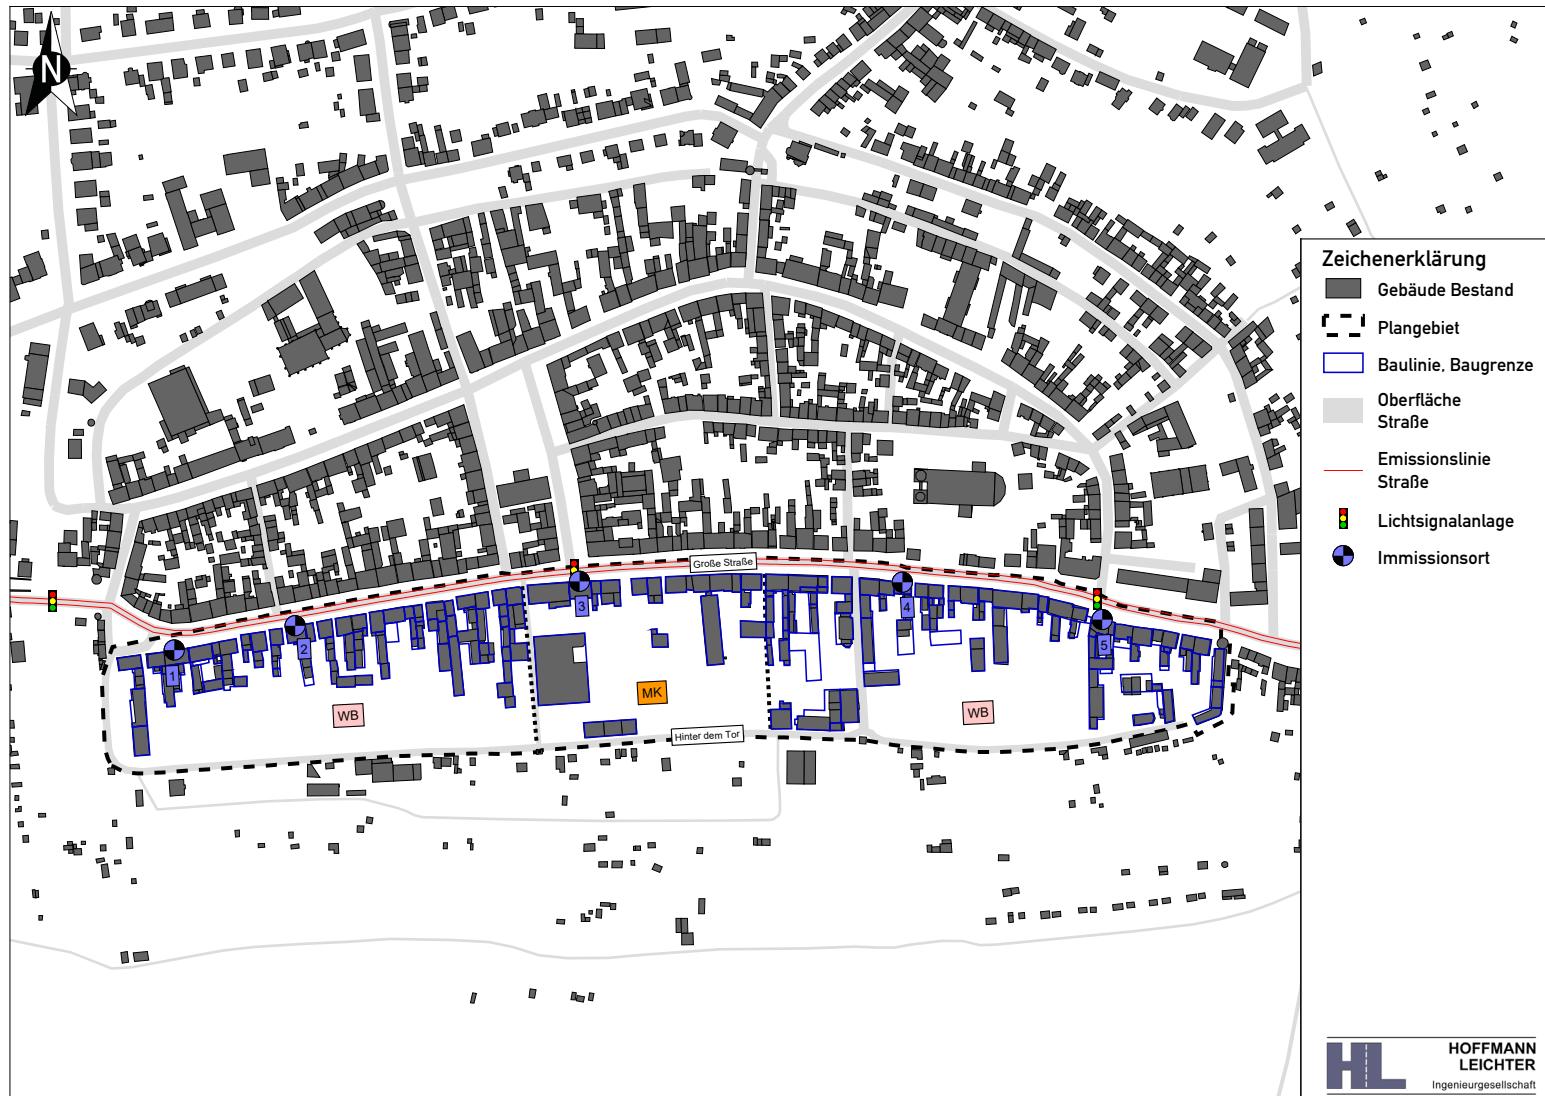 N
Große Straße
3
4
2
1
5
MK
WB
WB
Hinter dem Tor
Zeichenerklärung
Gebäude Bestand
Plangebiet
Baulinie, Baugrenze
Oberfläche
Straße
Emissionslinie
Straße
Lichtsignalanlage
Immissionsort
HL
HOFFMANN
LEICHTER
Ingenieurgesellschaft